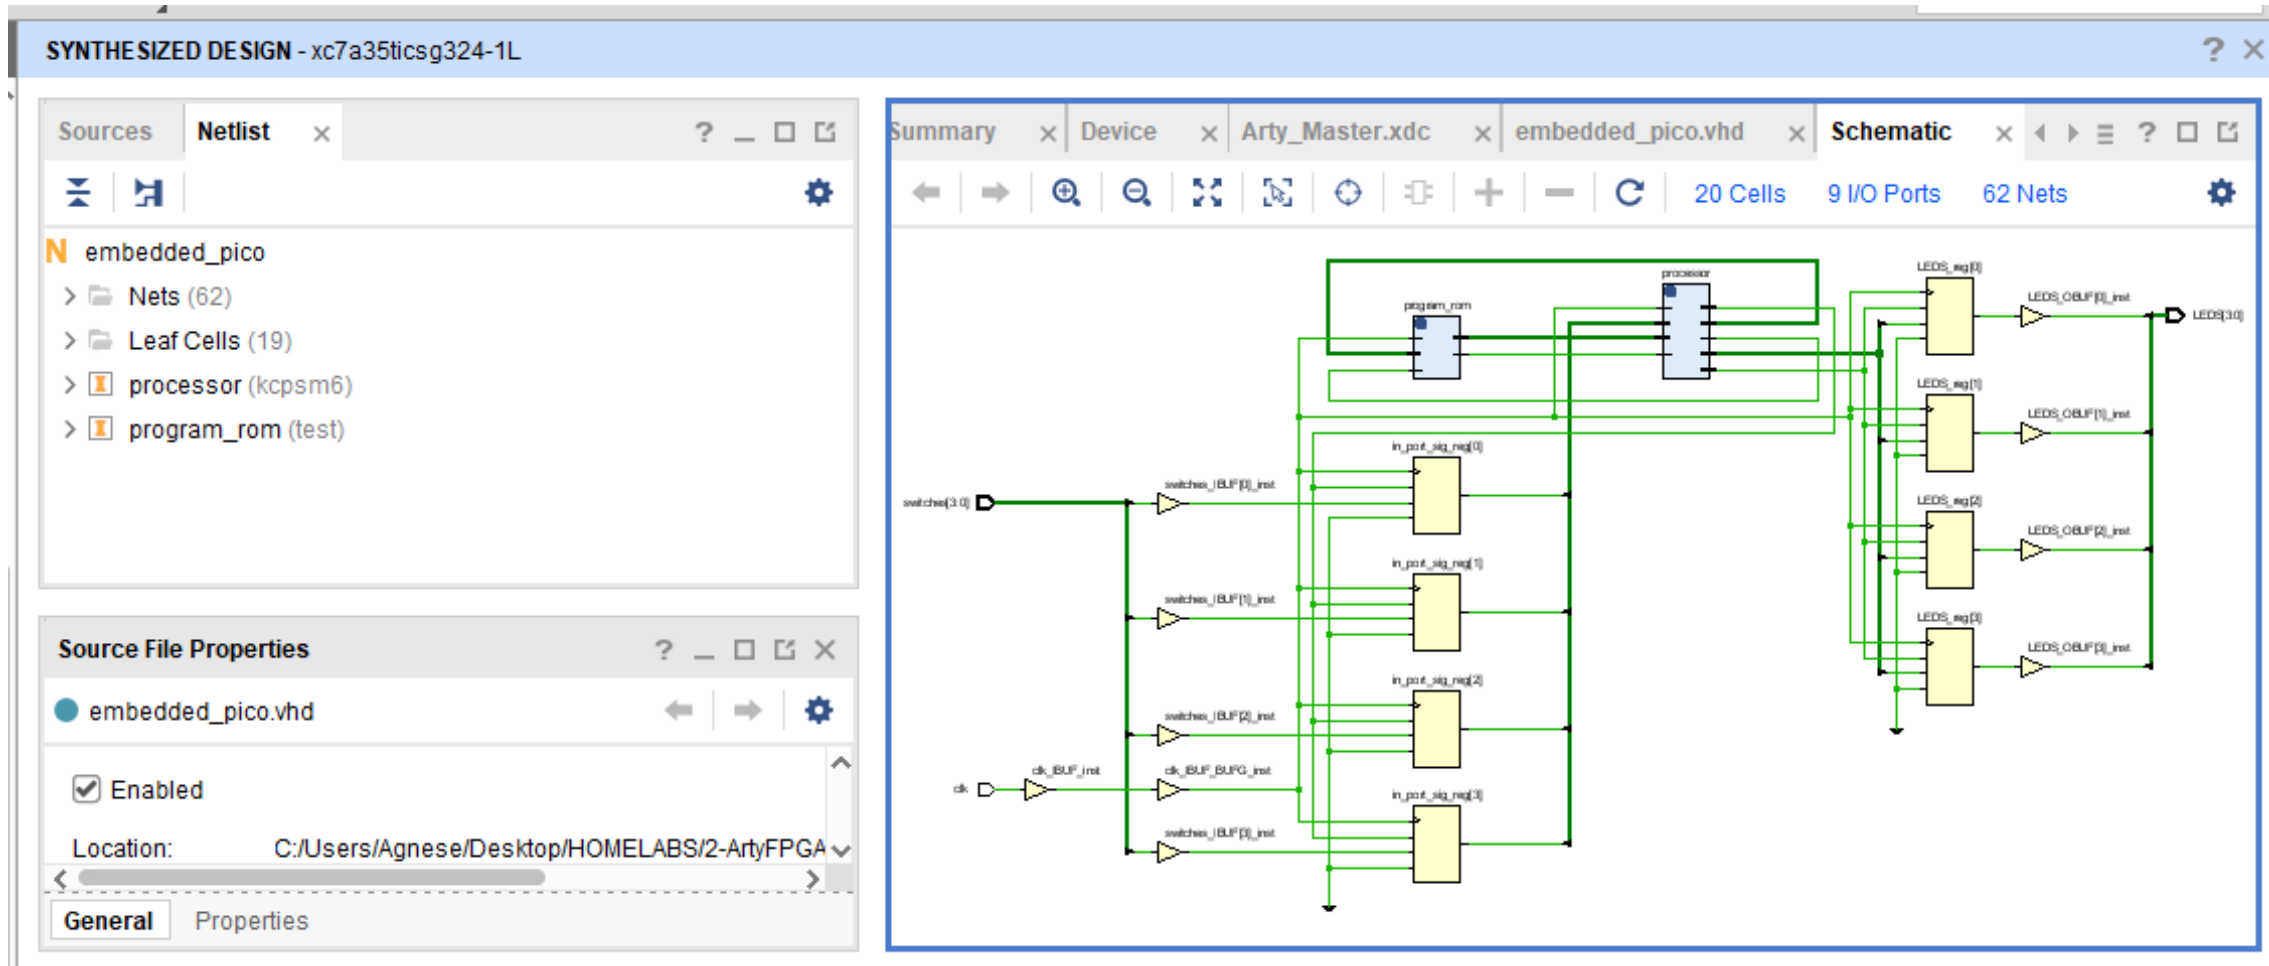 SYNTHESIZED DESIGN - xc7a35ticsg324-1L
Sources
Netlist
embedded_pico
Nets (62)
Leaf Cells (19)
processor (kcpsm6)
program_rom (test)
Source File Properties
embedded_pico.vhd
Enabled
Location: C:/Users/Agnese/Desktop/HOMELABS/2-ArtyFPGA
General
Properties
Summary
Device
Arty_Master.xdc
embedded_pico.vhd
Schematic
20 Cells
9 I/O Ports
62 Nets
processor
program_rom
LEDS_reg[0]
LEDS_OBUF[0]_inst
LEDS[3:0]
LEDS_reg[1]
LEDS_OBUF[1]_inst
in_port_sig_reg[0]
switches_IBUF[0]_inst
switches[3:0]
LEDS_reg[2]
LEDS_OBUF[2]_inst
in_port_sig_reg[1]
switches_IBUF[1]_inst
LEDS_reg[3]
LEDS_OBUF[3]_inst
in_port_sig_reg[2]
switches_IBUF[2]_inst
clk_IBUF_inst
clk_IBUF_BUFG_inst
clk
in_port_sig_reg[3]
switches_IBUF[3]_inst